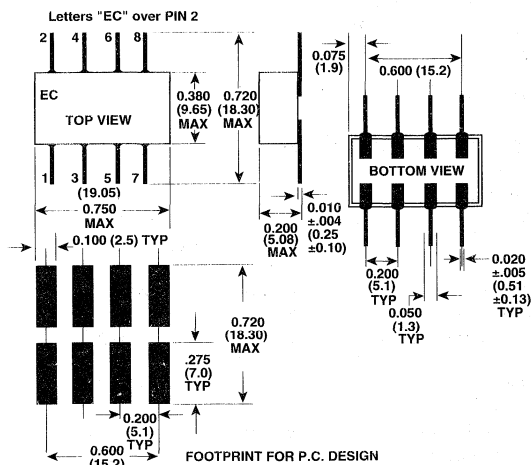 Letters "EC" over PIN 2
2 4 6 8
EC
TOP VIEW
1 3 5 7
0.380
(9.65)
MAX
0.720
(18.30)
MAX
(19.05)
0.750
MAX
0.200
(5.08)
MAX
0.010
±.004
(0.25
±0.10)
0.075
(1.9)
0.600 (15.2)
BOTTOM VIEW
0.200
(5.1)
TYP
0.050
(1.3)
TYP
0.020
±.005
(0.51
±0.13)
TYP
0.100 (2.5) TYP
0.720
(18.30)
MAX
.275
(7.0)
TYP
0.200
(5.1)
TYP
0.600
(15.2)
FOOTPRINT FOR P.C. DESIGN